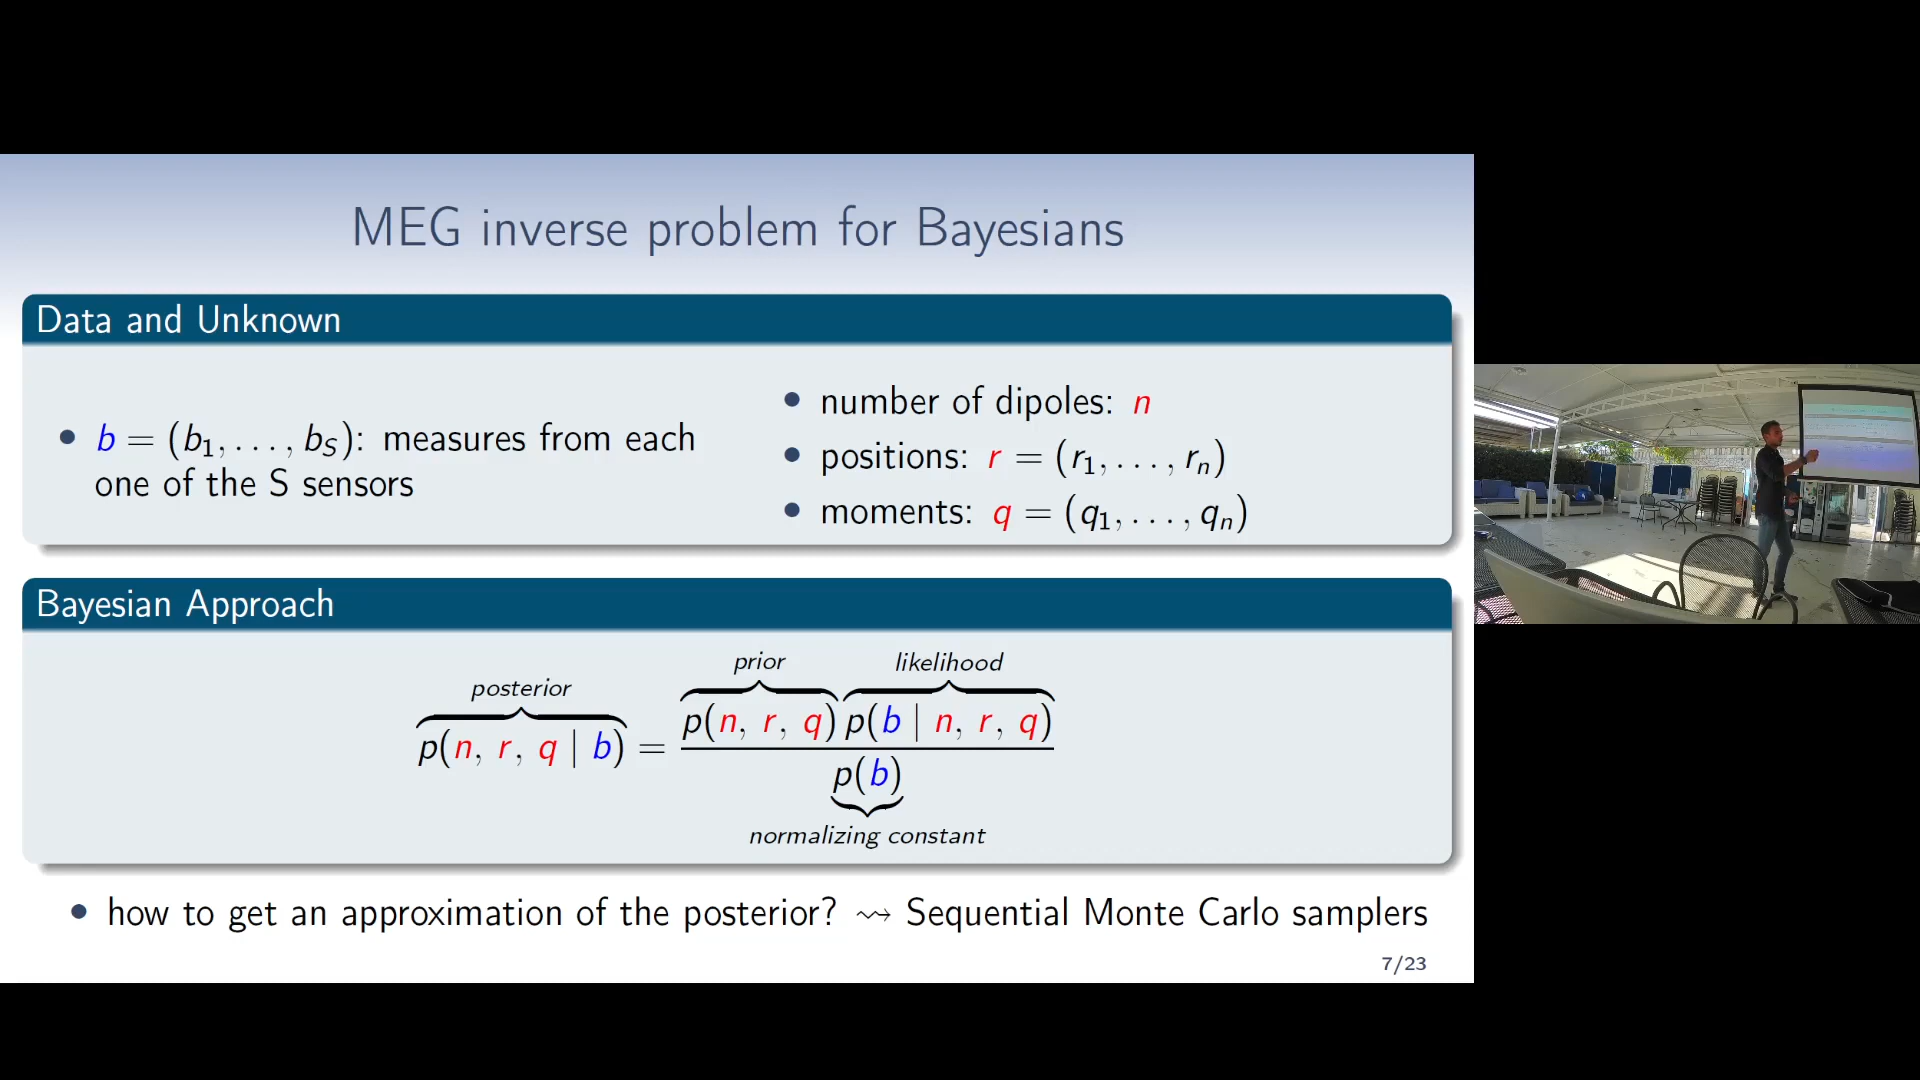 MEG inverse problem for Bayesians
Data and Unknown
• b = (b₁, . . . , b_S): measures from each
one of the S sensors
• number of dipoles: n
• positions: r = (r₁, . . . , rₙ)
• moments: q = (q₁, . . . , qₙ)
Bayesian Approach
prior likelihood
posterior
p(n, r, q) p(b | n, r, q)
p(n, r, q | b) =
p(b)
normalizing constant
• how to get an approximation of the posterior? ⇝ Sequential Monte Carlo samplers
7/23